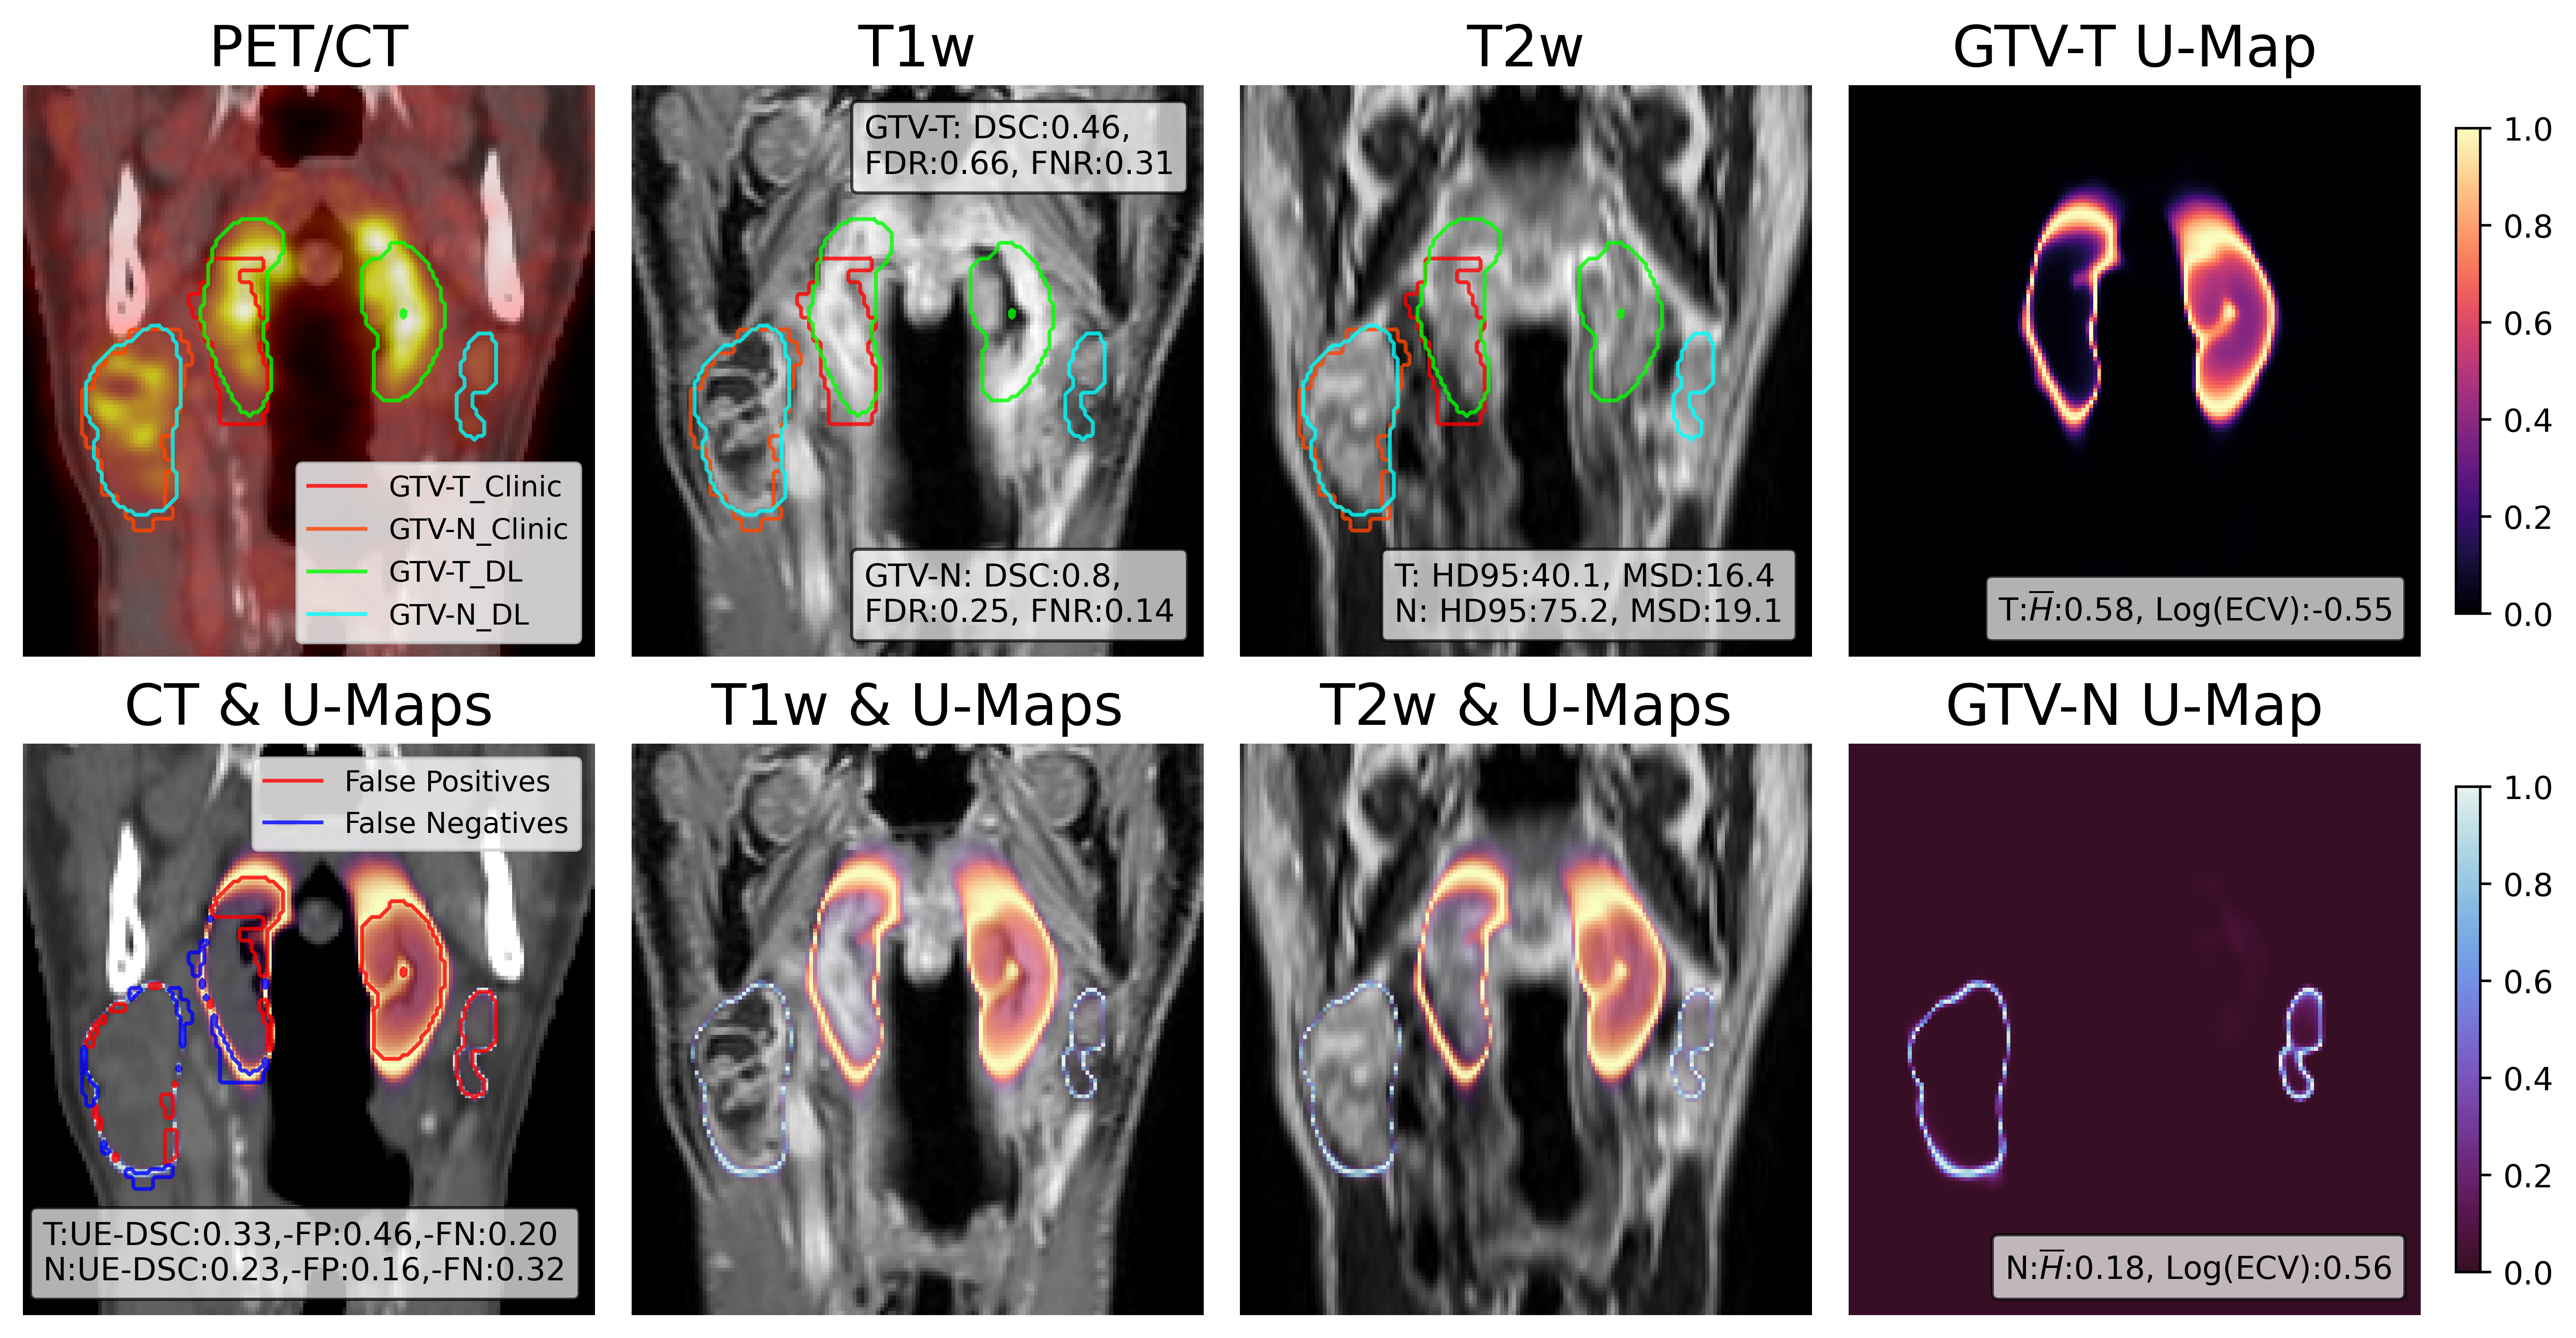 PET/CT
T1w
T2w
GTV-T U-Map
GTV-T_Clinic
GTV-N_Clinic
GTV-T_DL
GTV-N_DL
GTV-T: DSC:0.46,
FDR:0.66, FNR:0.31
GTV-N: DSC:0.8,
FDR:0.25, FNR:0.14
T: HD95:40.1, MSD:16.4
N: HD95:75.2, MSD:19.1
T:H̅:0.58, Log(ECV):-0.55
1.0
0.8
0.6
0.4
0.2
0.0
CT & U-Maps
T1w & U-Maps
T2w & U-Maps
GTV-N U-Map
False Positives
False Negatives
T:UE-DSC:0.33,-FP:0.46,-FN:0.20
N:UE-DSC:0.23,-FP:0.16,-FN:0.32
N:H̅:0.18, Log(ECV):0.56
1.0
0.8
0.6
0.4
0.2
0.0